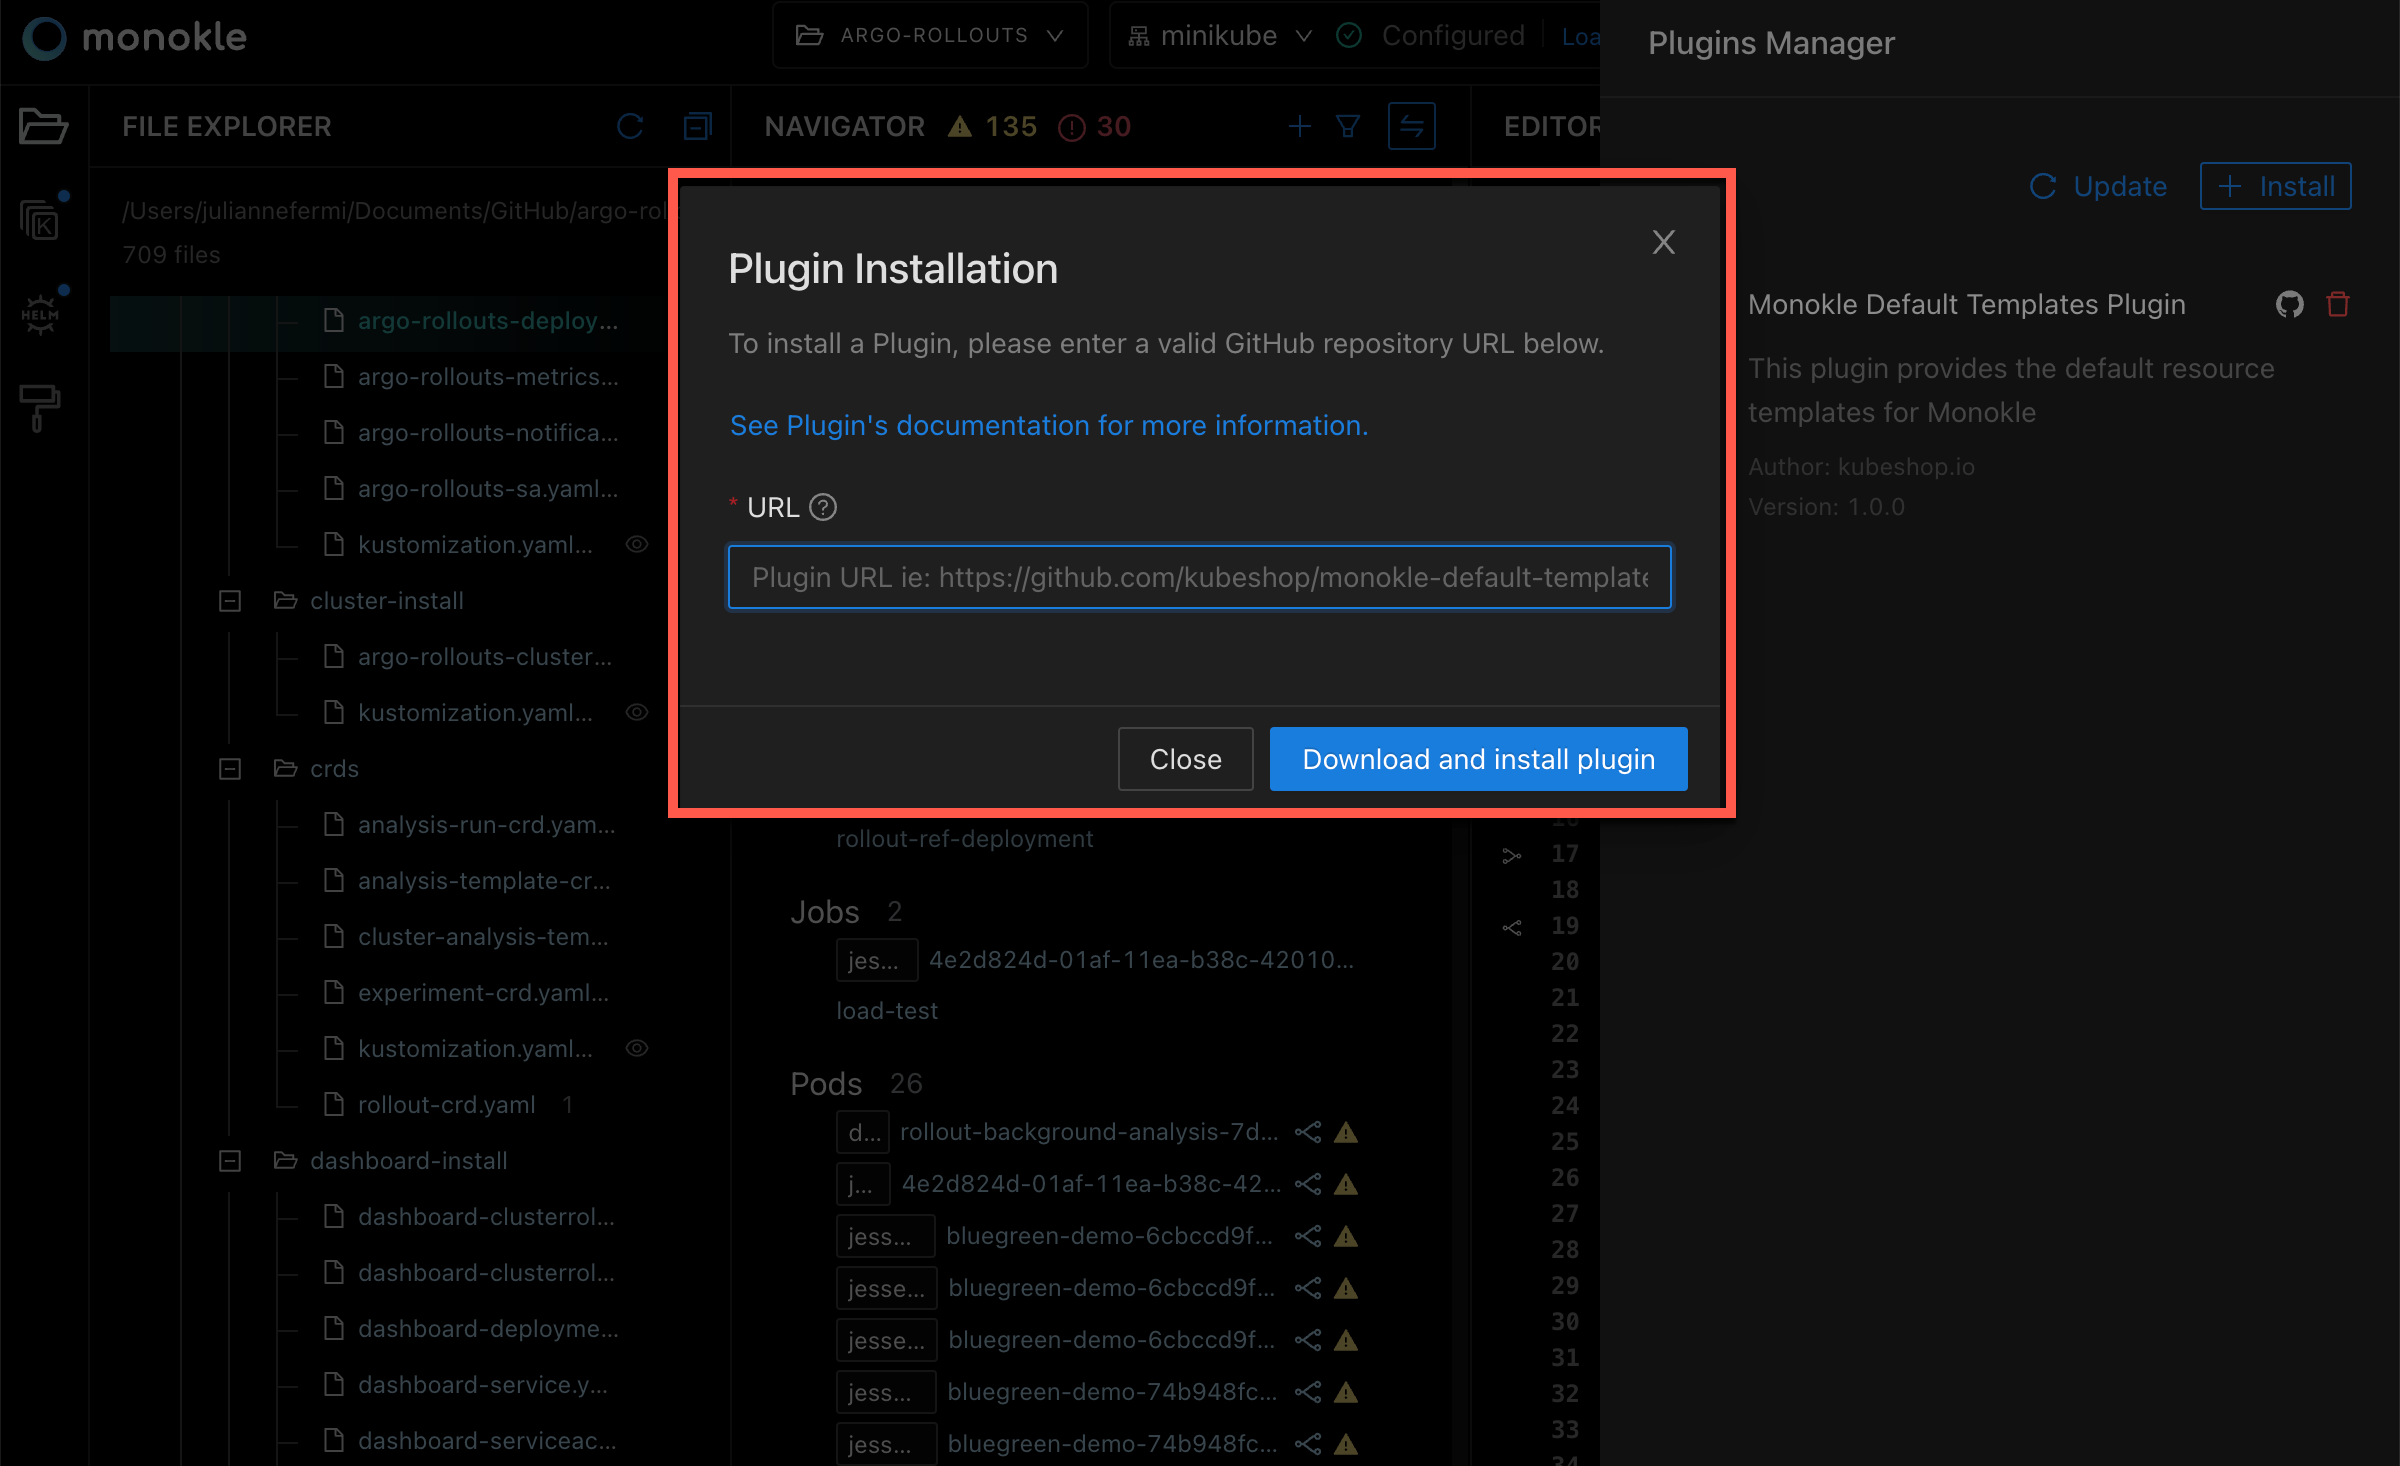 monokle
ARGO-ROLLOUTS
minikube
Configured
Loa
Plugins Manager
FILE EXPLORER
NAVIGATOR 135 30
EDITOR
Update
Install
/Users/juliannefermi/Documents/GitHub/argo-rol
709 files
HELM
argo-rollouts-deploy...
argo-rollouts-metrics...
argo-rollouts-notifica...
argo-rollouts-sa.yaml...
kustomization.yaml...
cluster-install
argo-rollouts-cluster...
kustomization.yaml...
crds
analysis-run-crd.yam...
analysis-template-cr...
cluster-analysis-tem...
experiment-crd.yaml...
kustomization.yaml...
rollout-crd.yaml 1
dashboard-install
dashboard-clusterrol...
dashboard-clusterrol...
dashboard-deployme...
dashboard-service.y...
dashboard-serviceac...
Plugin Installation
To install a Plugin, please enter a valid GitHub repository URL below.
See Plugin's documentation for more information.
* URL
Plugin URL ie: https://github.com/kubeshop/monokle-default-template
Close
Download and install plugin
rollout-ref-deployment
Jobs 2
jes... 4e2d824d-01af-11ea-b38c-42010...
load-test
Pods 26
d... rollout-background-analysis-7d...
j... 4e2d824d-01af-11ea-b38c-42...
jess... bluegreen-demo-6cbccd9f...
jesse... bluegreen-demo-6cbccd9f...
jesse... bluegreen-demo-6cbccd9f...
jess... bluegreen-demo-74b948fc...
jess... bluegreen-demo-74b948fc...
17
18
19
20
21
22
23
24
25
26
27
28
29
30
31
32
33
34
Monokle Default Templates Plugin
This plugin provides the default resource
templates for Monokle
Author: kubeshop.io
Version: 1.0.0